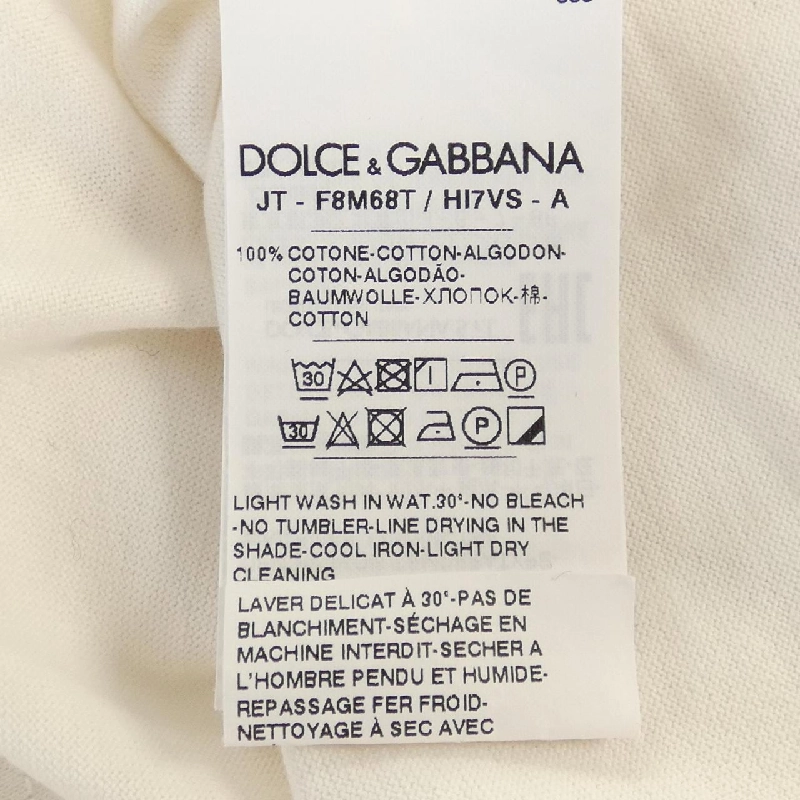 DOLCE & GABBANA
JT - F8M68T / HI7VS - A
100% COTONE-COTTON-ALGODON-
COTON-ALGODÃO-
BAUMWOLLE-ХЛОПОК-棉-
COTTON
30 P
30 P
LIGHT WASH IN WAT.30°-NO BLEACH
-NO TUMBLER-LINE DRYING IN THE
SHADE-COOL IRON-LIGHT DRY
CLEANING
LAVER DELICAT À 30°-PAS DE
BLANCHIMENT-SÉCHAGE EN
MACHINE INTERDIT-SECHER A
L'HOMBRE PENDU ET HUMIDE-
REPASSAGE FER FROID-
NETTOYAGE À SEC AVEC